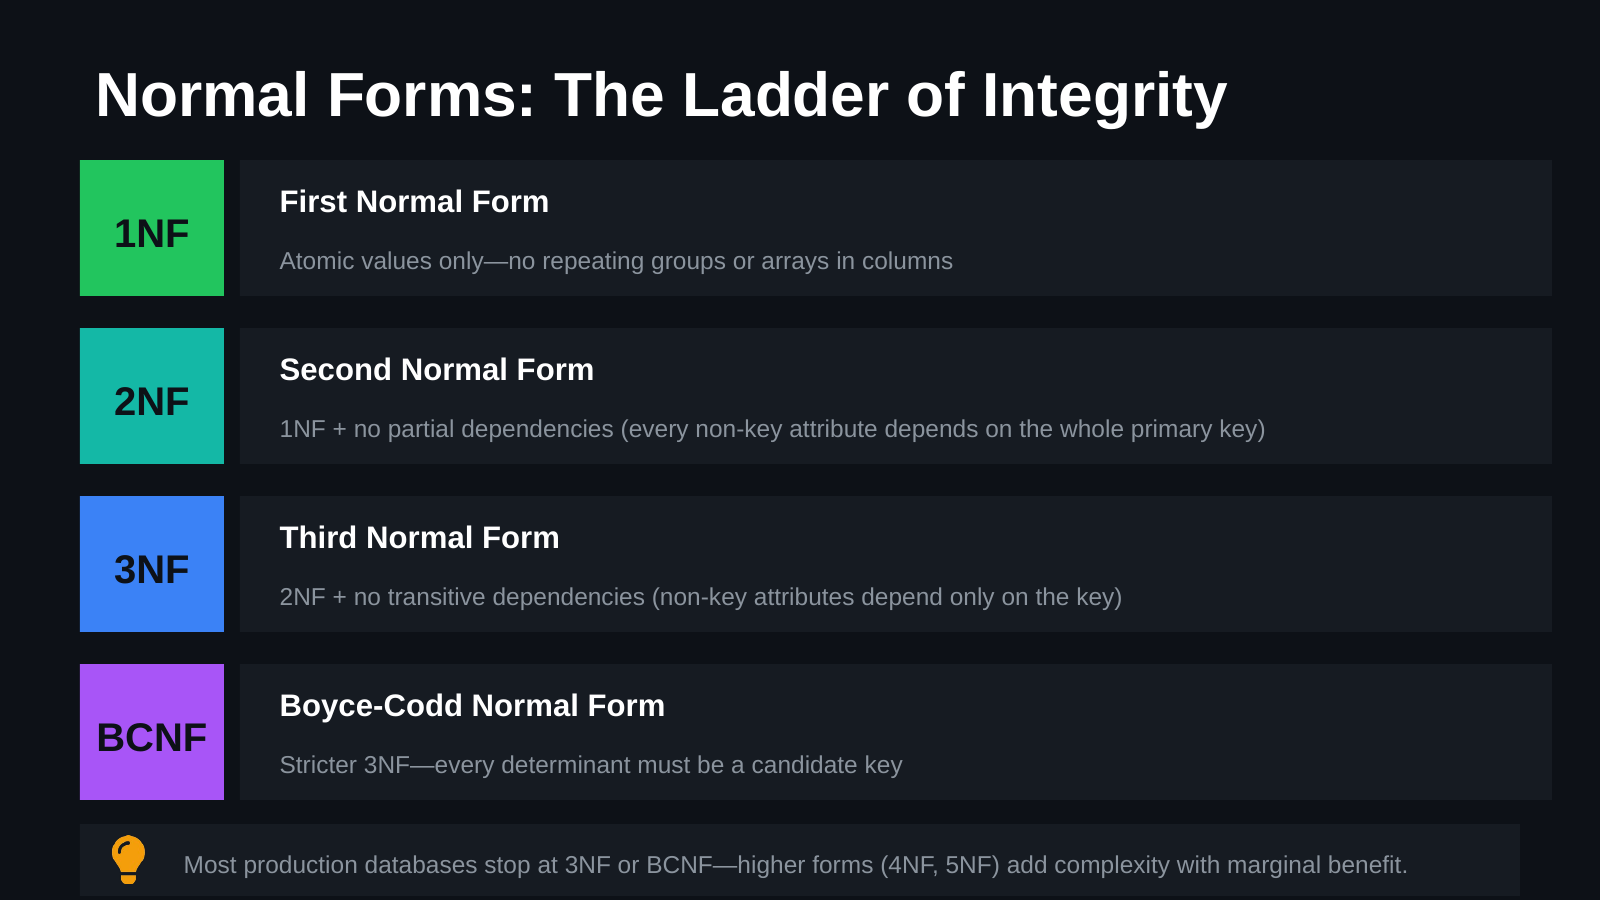 Normal Forms: The Ladder of Integrity
1NF
First Normal Form
Atomic values only—no repeating groups or arrays in columns
2NF
Second Normal Form
1NF + no partial dependencies (every non-key attribute depends on the whole primary key)
3NF
Third Normal Form
2NF + no transitive dependencies (non-key attributes depend only on the key)
BCNF
Boyce-Codd Normal Form
Stricter 3NF—every determinant must be a candidate key
Most production databases stop at 3NF or BCNF—higher forms (4NF, 5NF) add complexity with marginal benefit.